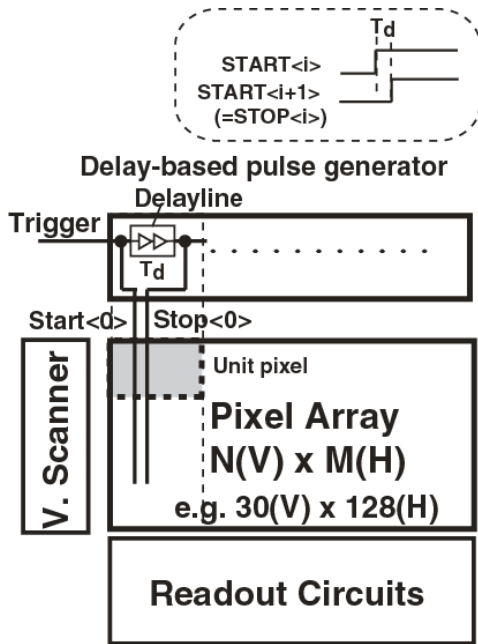 Td
START<i>
START<i+1>
(=STOP<i>)
Delay-based pulse generator
Delayline
Trigger
Td
Start<0> Stop<0>
V. Scanner
Unit pixel
Pixel Array
N(V) x M(H)
e.g. 30(V) x 128(H)
Readout Circuits